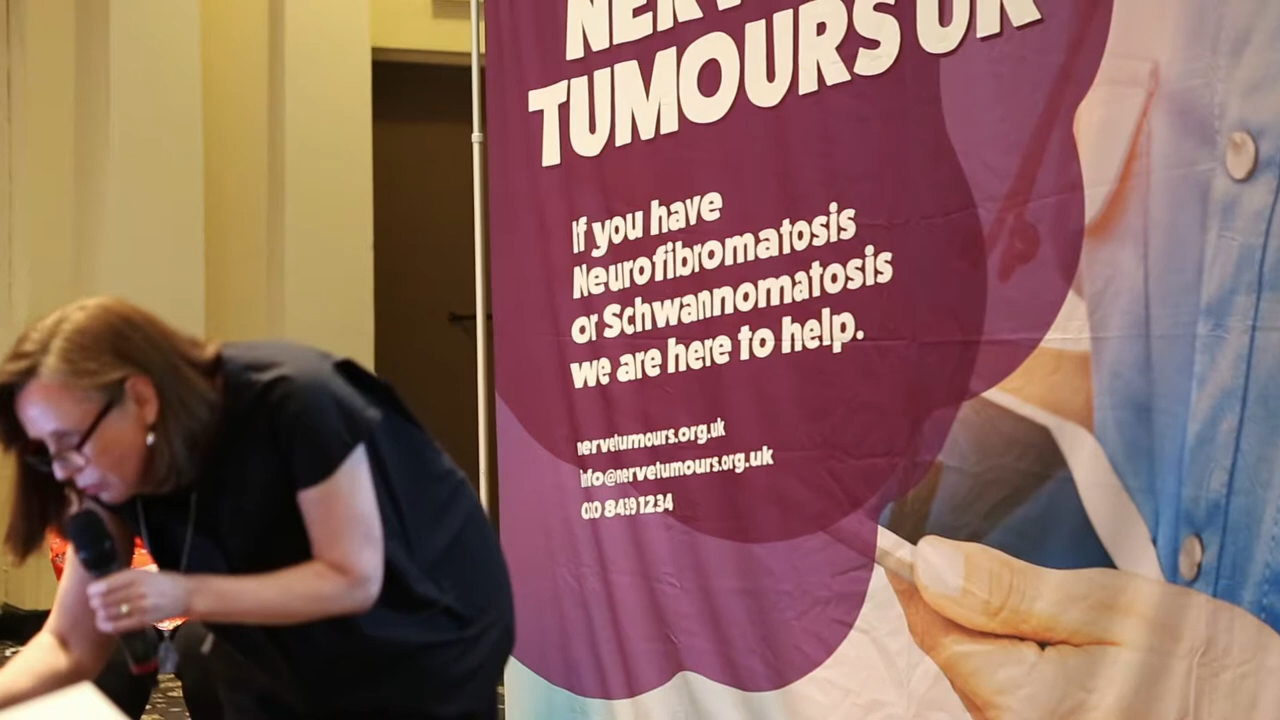 NERVE
TUMOURS UK
If you have
Neurofibromatosis
or Schwannomatosis
we are here to help.
nervetumours.org.uk
info@nervetumours.org.uk
020 8439 1234